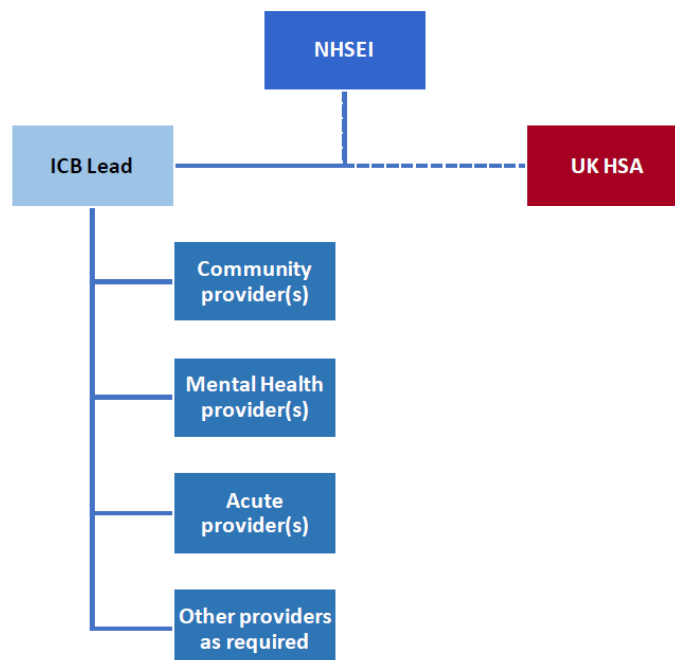 NHSEI
ICB Lead
UK HSA
Community
provider(s)
Mental Health
provider(s)
Acute
provider(s)
Other providers
as required